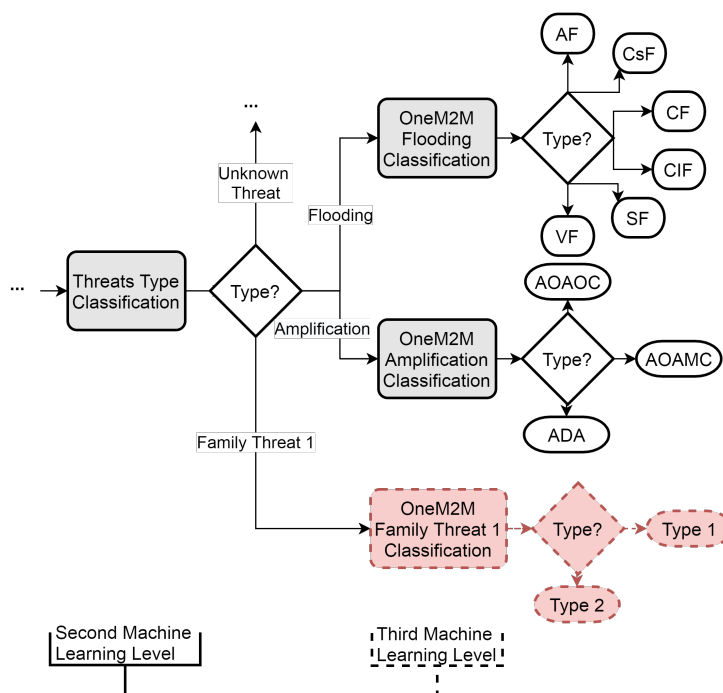 AF
CsF
...
OneM2M
Flooding
Classification
Type?
CF
CIF
Unknown
Threat
Flooding
SF
VF
...
Threats Type
Classification
Type?
AOAOC
Amplification
OneM2M
Amplification
Classification
Type?
AOAMC
ADA
Family Threat 1
OneM2M
Family Threat 1
Classification
Type?
Type 1
Type 2
Second Machine
Learning Level
Third Machine
Learning Level